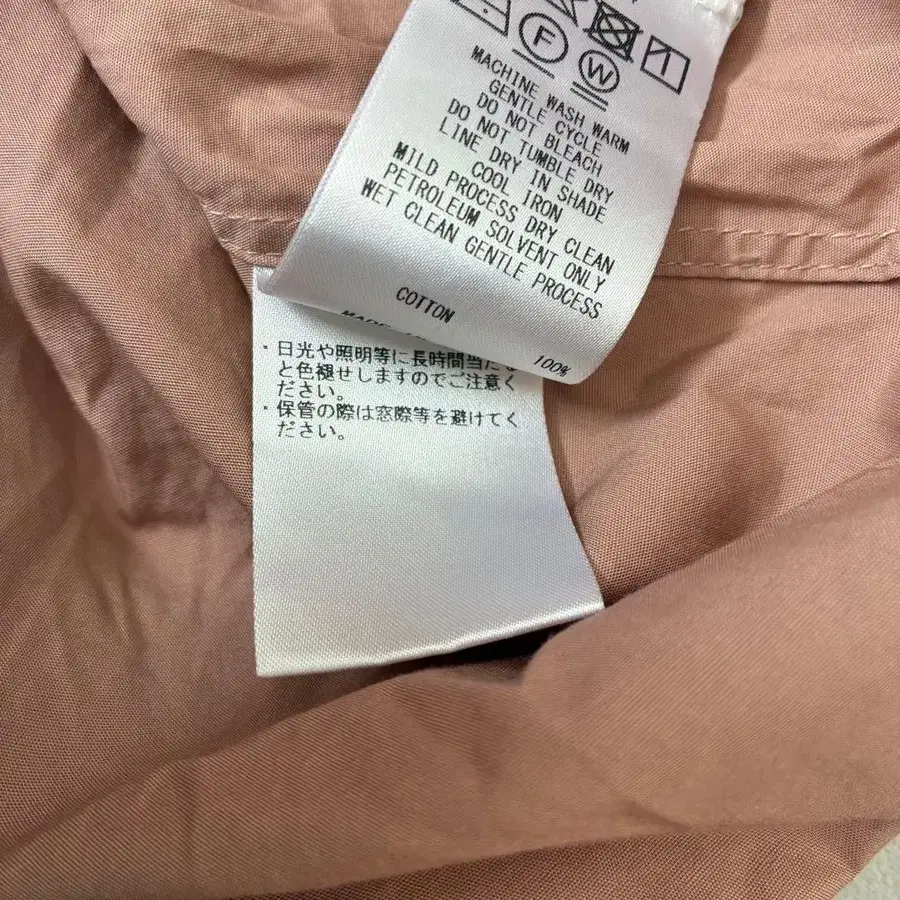 F
W
MACHINE WASH WARM
GENTLE CYCLE
DO NOT BLEACH
DO NOT TUMBLE DRY
LINE DRY IN SHADE
COOL IRON
MILD PROCESS DRY CLEAN
PETROLEUM SOLVENT ONLY
WET CLEAN GENTLE PROCESS
COTTON 100%
・日光や照明等に長時間当たる
と色褪せしますのでご注意く
ださい。
・保管の際は窓際等を避けてく
ださい。